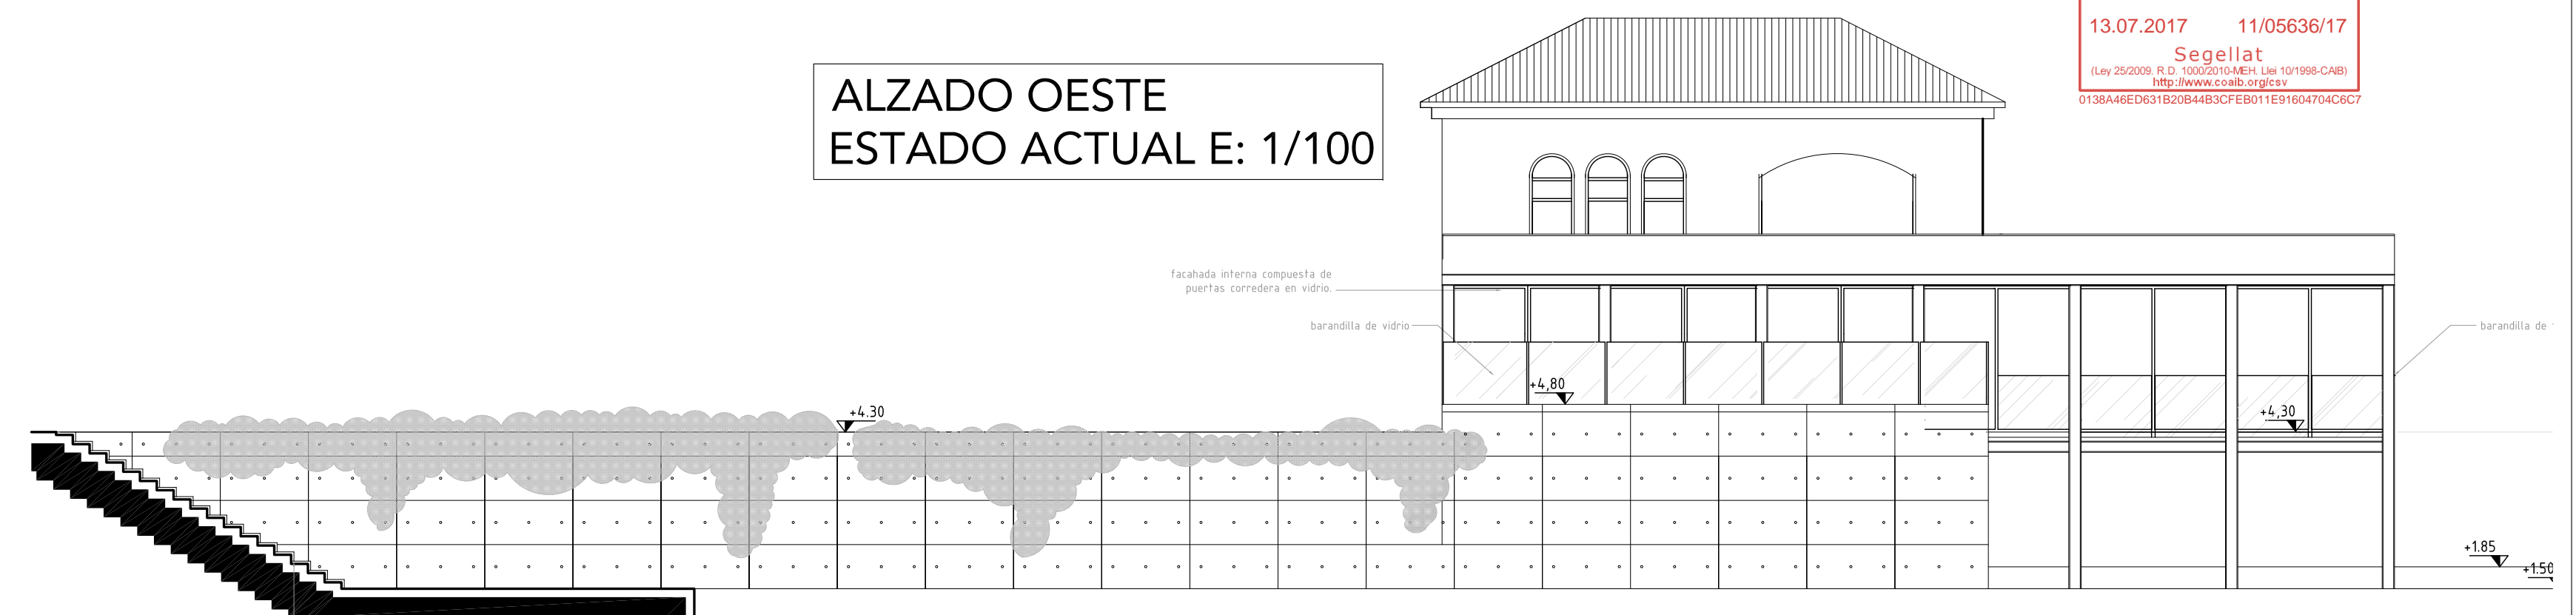 13.07.2017 11/05636/17
Segellat
(Ley 25/2009. R.D. 1000/2010-MEH. Llei 10/1998-CAIB)
http://www.coaib.org/csv
0138A46ED631B20B44B3CFEB011E91604704C6C7
ALZADO OESTE
ESTADO ACTUAL E: 1/100
facahada interna compuesta de
puertas corredera en vidrio.
barandilla de vidrio
barandilla de
+4,80
+4.30
+4,30
+1.85
+1.50